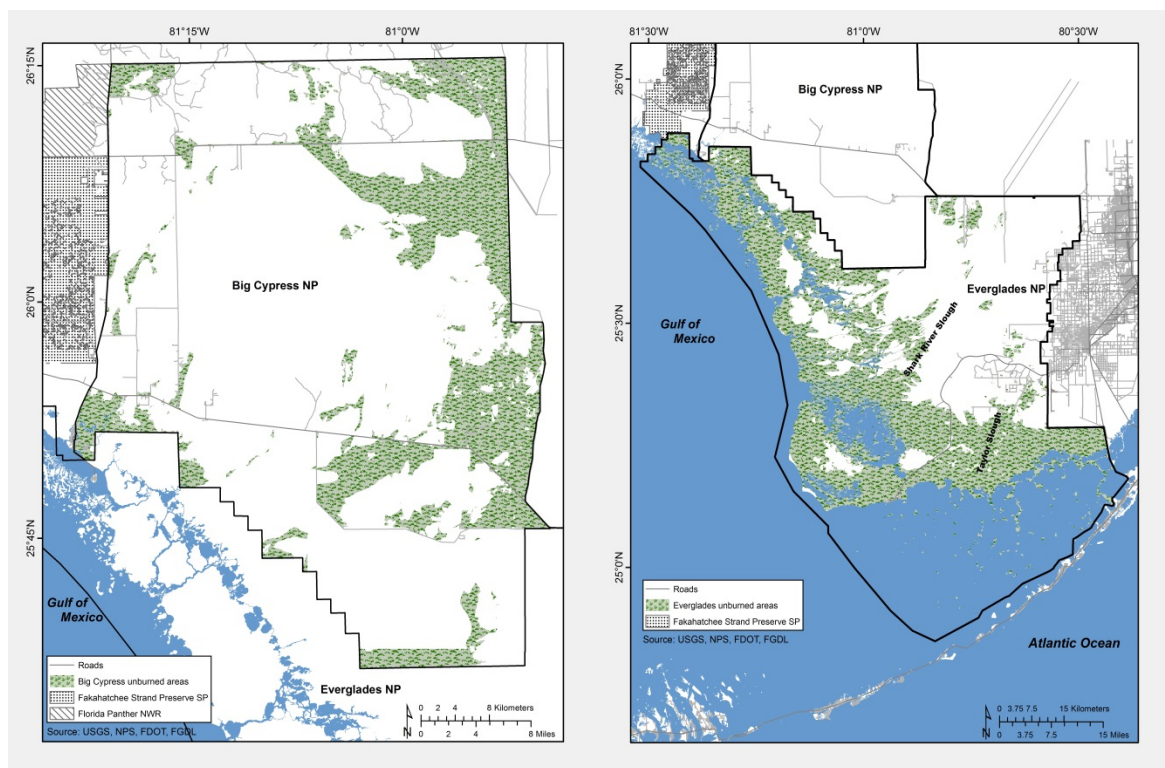 81°15'W
81°0'W
26°15'N
26°0'N
25°45'N
Big Cypress NP
Gulf of
Mexico
Everglades NP
Roads
Big Cypress unburned areas
Fakahatchee Strand Preserve SP
Florida Panther NWR
Source: USGS, NPS, FDOT, FGDL
N
0 2 4 8 Kilometers
0 2 4 8 Miles
81°30'W
81°0'W
80°30'W
26°0'N
25°30'N
25°0'N
Big Cypress NP
Everglades NP
Shark River Slough
Taylor Slough
Gulf of
Mexico
Atlantic Ocean
Roads
Everglades unburned areas
Fakahatchee Strand Preserve SP
Source: USGS, NPS, FDOT, FGDL
N
0 3.75 7.5 15 Kilometers
0 3.75 7.5 15 Miles